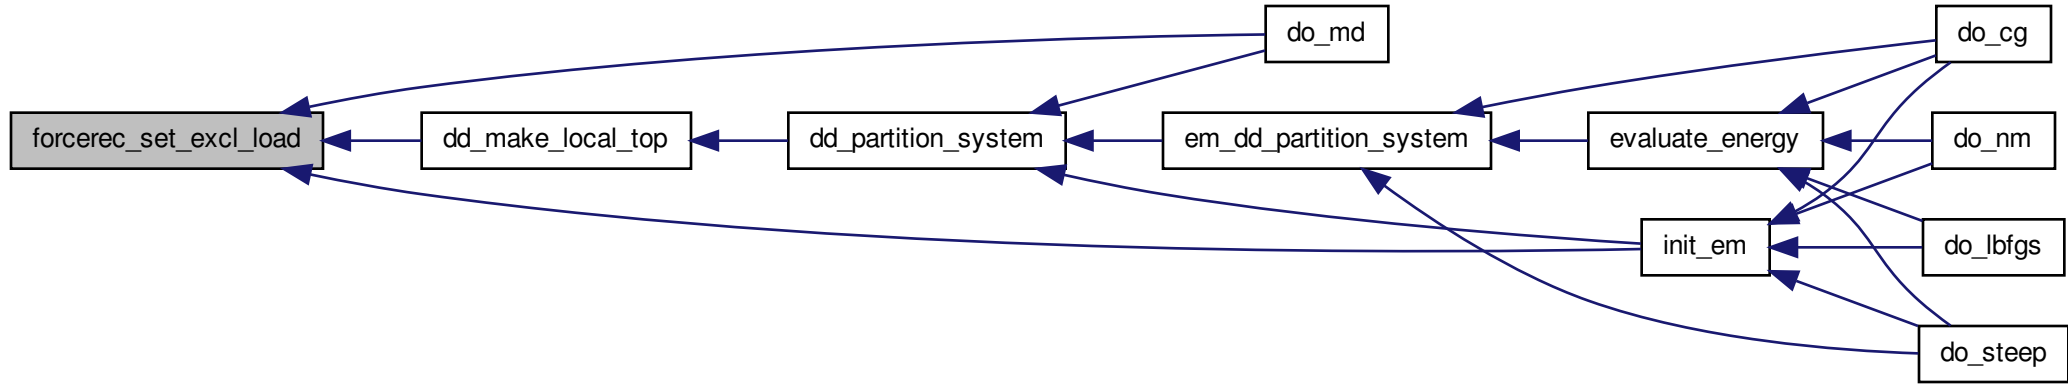 do_md
do_cg
forcerec_set_excl_load
dd_make_local_top
dd_partition_system
em_dd_partition_system
evaluate_energy
do_nm
init_em
do_lbfgs
do_steep